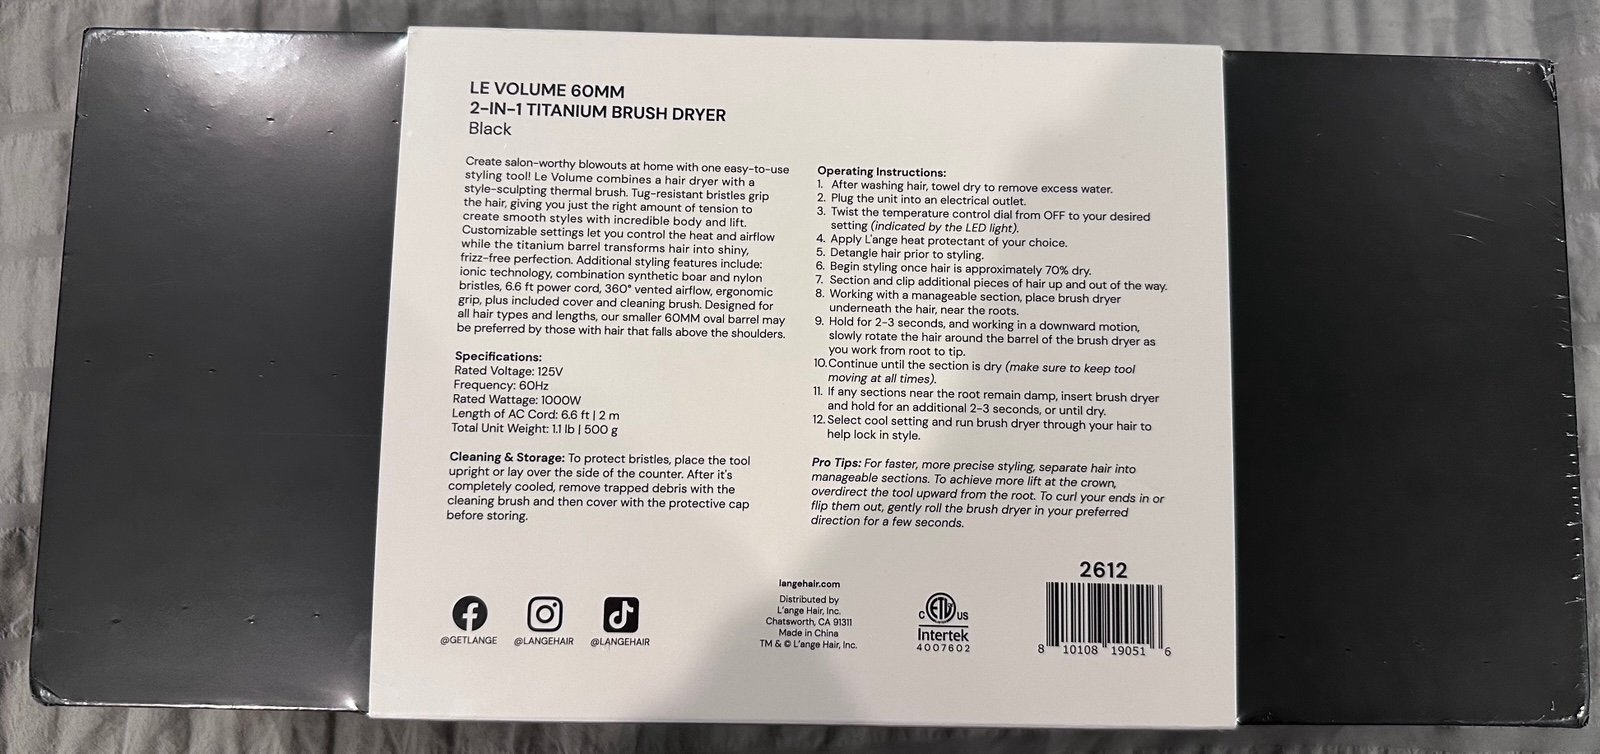 LE VOLUME 60MM
2-IN-1 TITANIUM BRUSH DRYER
Black
Create salon-worthy blowouts at home with one easy-to-use
styling tool! Le Volume combines a hair dryer with a
style-sculpting thermal brush. Tug-resistant bristles grip
the hair, giving you just the right amount of tension to
create smooth styles with incredible body and lift.
Customizable settings let you control the heat and airflow
while the titanium barrel transforms hair into shiny,
frizz-free perfection. Additional styling features include:
ionic technology, combination synthetic boar and nylon
bristles, 6.6 ft power cord, 360° vented airflow, ergonomic
grip, plus included cover and cleaning brush. Designed for
all hair types and lengths, our smaller 60MM oval barrel may
be preferred by those with hair that falls above the shoulders.
Specifications:
Rated Voltage: 125V
Frequency: 60Hz
Rated Wattage: 1000W
Length of AC Cord: 6.6 ft | 2 m
Total Unit Weight: 1.1 lb | 500 g
Cleaning & Storage: To protect bristles, place the tool
upright or lay over the side of the counter. After it's
completely cooled, remove trapped debris with the
cleaning brush and then cover with the protective cap
before storing.
Operating Instructions:
1. After washing hair, towel dry to remove excess water.
2. Plug the unit into an electrical outlet.
3. Twist the temperature control dial from OFF to your desired
setting (indicated by the LED light).
4. Apply L'ange heat protectant of your choice.
5. Detangle hair prior to styling.
6. Begin styling once hair is approximately 70% dry.
7. Section and clip additional pieces of hair up and out of the way.
8. Working with a manageable section, place brush dryer
underneath the hair, near the roots.
9. Hold for 2-3 seconds, and working in a downward motion,
slowly rotate the hair around the barrel of the brush dryer as
you work from root to tip.
10. Continue until the section is dry (make sure to keep tool
moving at all times).
11. If any sections near the root remain damp, insert brush dryer
and hold for an additional 2-3 seconds, or until dry.
12. Select cool setting and run brush dryer through your hair to
help lock in style.
Pro Tips: For faster, more precise styling, separate hair into
manageable sections. To achieve more lift at the crown,
overdirect the tool upward from the root. To curl your ends in or
flip them out, gently roll the brush dryer in your preferred
direction for a few seconds.
@GETLANGE
@LANGEHAIR
@LANGEHAIR
langehair.com
Distributed by
L'ange Hair, Inc.
Chatsworth, CA 91311
Made in China
TM & © L'ange Hair, Inc.
C ETL US
Intertek
4007602
2612
8 10108 19051 6